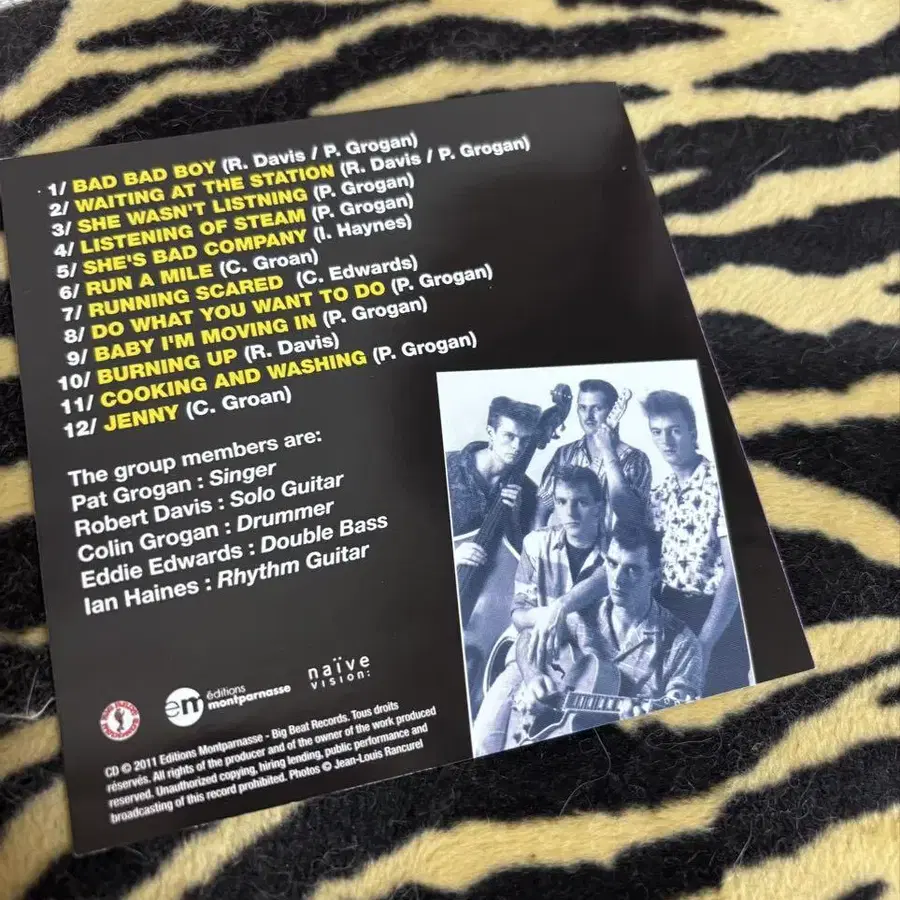 1/ BAD BAD BOY (R. Davis / P. Grogan)
2/ WAITING AT THE STATION (R. Davis / P. Grogan)
3/ SHE WASN'T LISTNING (P. Grogan)
4/ LISTENING OF STEAM (P. Grogan)
5/ SHE'S BAD COMPANY (I. Haynes)
6/ RUN A MILE (C. Groan)
7/ RUNNING SCARED (C. Edwards)
8/ DO WHAT YOU WANT TO DO (P. Grogan)
9/ BABY I'M MOVING IN (P. Grogan)
10/ BURNING UP (R. Davis)
11/ COOKING AND WASHING (P. Grogan)
12/ JENNY (C. Groan)
The group members are:
Pat Grogan : Singer
Robert Davis : Solo Guitar
Colin Grogan : Drummer
Eddie Edwards : Double Bass
Ian Haines : Rhythm Guitar
em éditions
montparnasse
naïve
vision:
CD © 2011 Editions Montparnasse - Big Beat Records. Tous droits
réservés. All rights of the producer and of the owner of the work produced
reserved. Unauthorized copying, hiring lending, public performance and
broadcasting of this record prohibited. Photos © Jean-Louis Rancurel